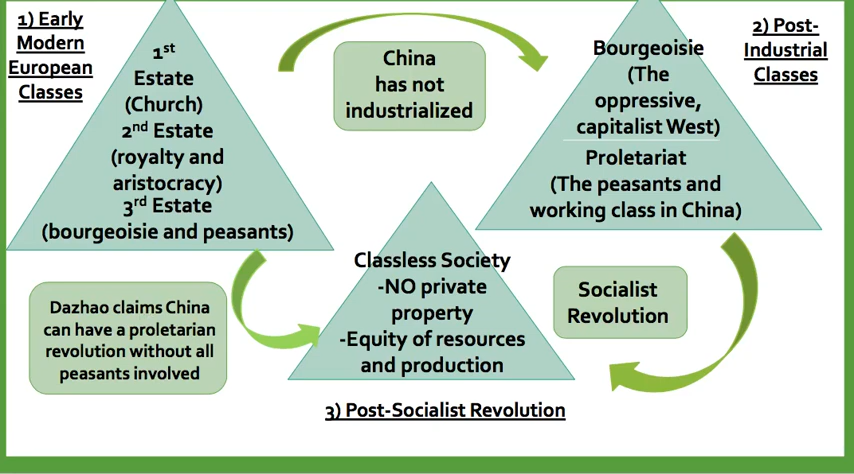 1) Early
Modern
European
Classes
1st
Estate
(Church)
2nd Estate
(royalty and
aristocracy)
3rd Estate
(bourgeoisie and peasants)
China
has not
industrialized
2) Post-
Industrial
Classes
Bourgeoisie
(The
oppressive,
capitalist West)
Proletariat
(The peasants and
working class in China)
Dazhao claims China
can have a proletarian
revolution without all
peasants involved
Classless Society
-NO private
property
-Equity of resources
and production
Socialist
Revolution
3) Post-Socialist Revolution